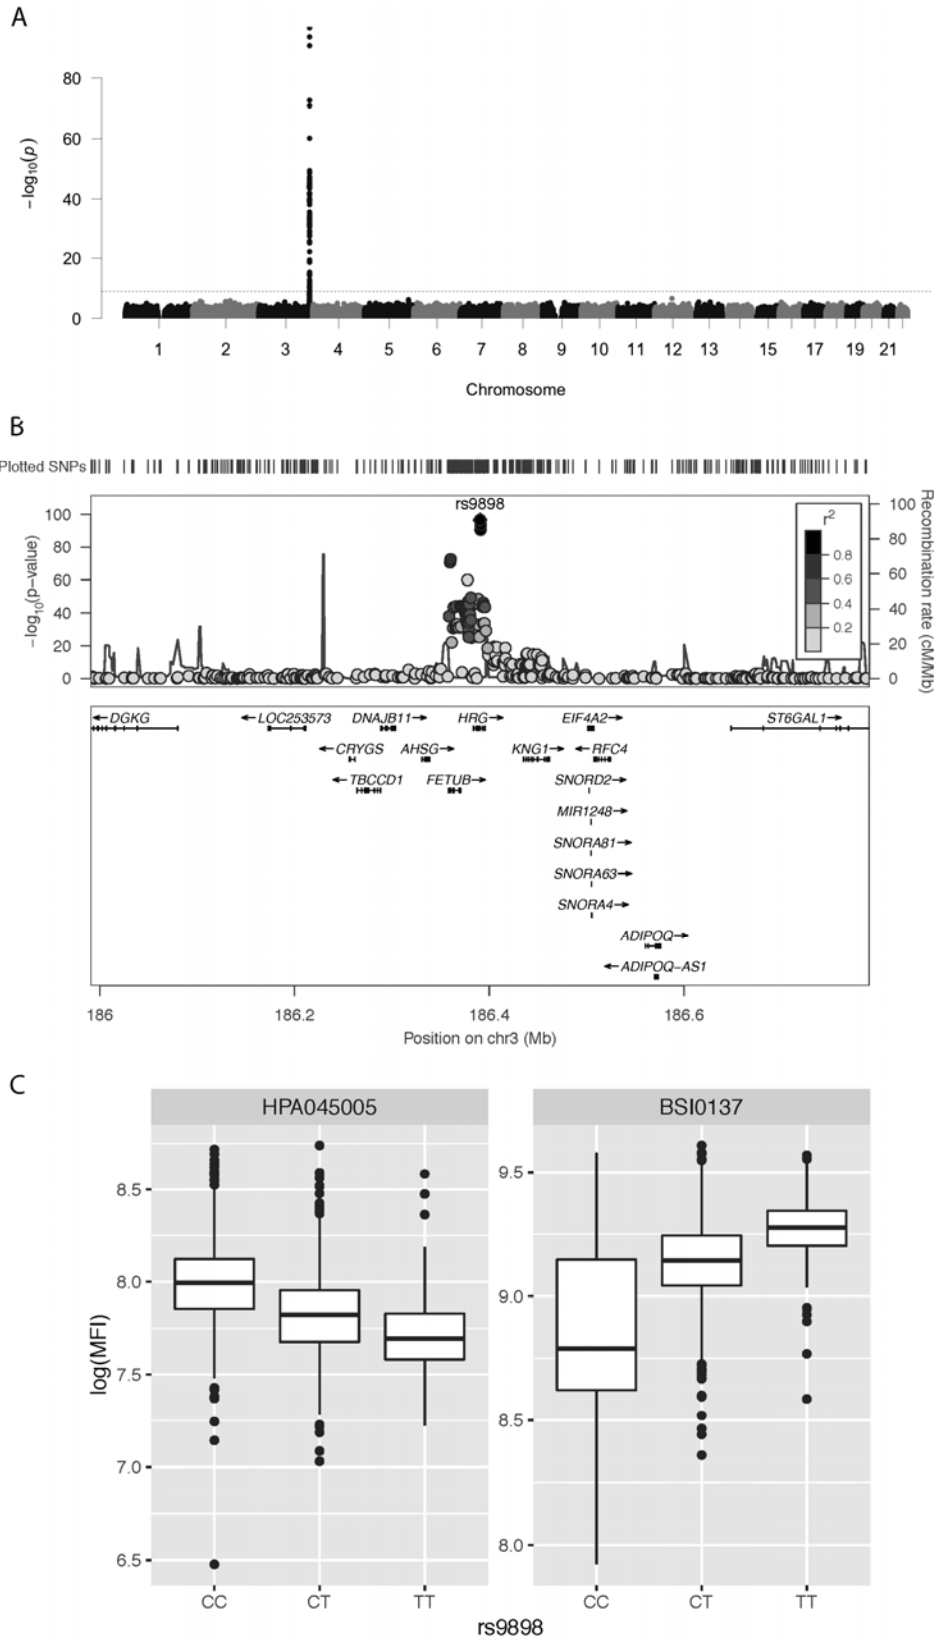 A
80
60
40
20
0
−log10(p)
1 2 3 4 5 6 7 8 9 10 11 12 13 15 17 19 21
Chromosome
B
Plotted SNPs
rs9898
100
80
60
40
20
0
−log10(p−value)
r2
0.8
0.6
0.4
0.2
100
80
60
40
20
0
Recombination rate (cM/Mb)
DGKG LOC253573 DNAJB11 HRG EIF4A2 ST6GAL1
CRYGS AHSG KNG1 RFC4
TBCCD1 FETUB SNORD2
MIR1248
SNORA81
SNORA63
SNORA4
ADIPOQ
ADIPOQ−AS1
186 186.2 186.4 186.6
Position on chr3 (Mb)
C
HPA045005 BSI0137
log(MFI)
8.5
8.0
7.5
7.0
6.5
9.5
9.0
8.5
8.0
CC CT TT CC CT TT
rs9898